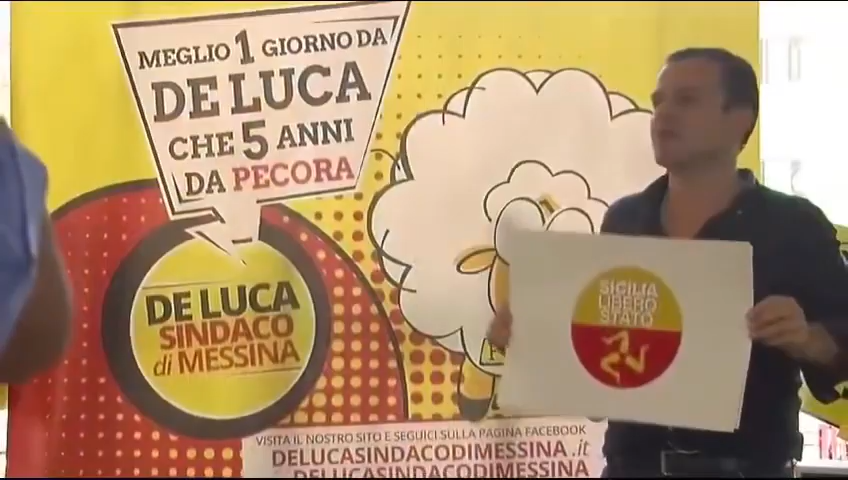 MEGLIO 1 GIORNO DA
DE LUCA
CHE 5 ANNI
DA PECORA
DE LUCA
SINDACO
di MESSINA
SICILIA
LIBERO
STATO
VISITA IL NOSTRO SITO E SEGUICI SULLA PAGINA FACEBOOK
DELUCASINDACODIMESSINA.it
DELUCASINDACODIMESSINA